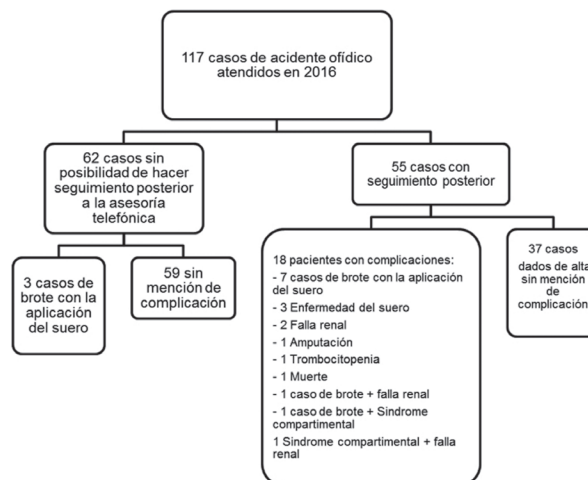 117 casos de acidente ofídico
atendidos en 2016
62 casos sin
posibilidad de hacer
seguimiento posterior
a la asesoría
telefónica
55 casos con
seguimiento posterior
3 casos de
brote con la
aplicación
del suero
59 sin
mención de
complicación
18 pacientes con complicaciones:
- 7 casos de brote con la aplicación
del suero
- 3 Enfermedad del suero
- 2 Falla renal
- 1 Amputación
- 1 Trombocitopenia
- 1 Muerte
- 1 caso de brote + falla renal
- 1 caso de brote + Sindrome
compartimental
1 Sindrome compartimental + falla
renal
37 casos
dados de alta
sin mención
de
complicación